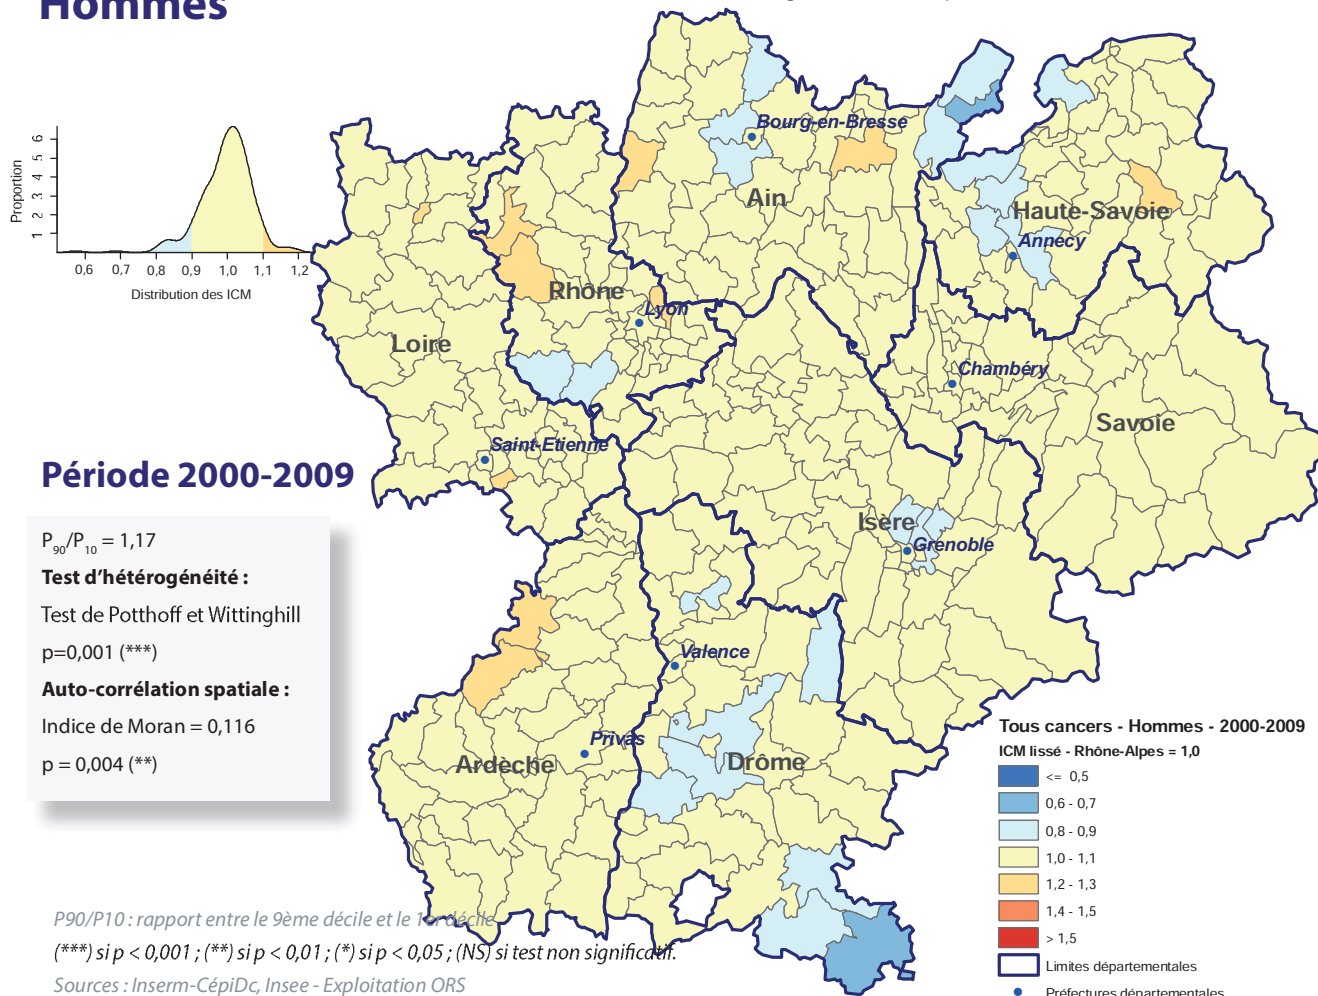 Hommes
Proportion
6
5
4
3
2
1
0,6 0,7 0,8 0,9 1,0 1,1 1,2
Distribution des ICM
Bourg-en-Bresse
Ain
Haute-Savoie
Annecy
Rhône
Lyon
Loire
Chambéry
Savoie
Saint-Etienne
Isère
Grenoble
Valence
Privas
Ardèche
Drôme
Période 2000-2009
P90/P10 = 1,17
Test d'hétérogénéité :
Test de Potthoff et Wittinghill
p=0,001 (***)
Auto-corrélation spatiale :
Indice de Moran = 0,116
p = 0,004 (**)
Tous cancers - Hommes - 2000-2009
ICM lissé - Rhône-Alpes = 1,0
<= 0,5
0,6 - 0,7
0,8 - 0,9
1,0 - 1,1
1,2 - 1,3
1,4 - 1,5
> 1,5
Limites départementales
Préfectures départementales
P90/P10 : rapport entre le 9ème décile et le 1er décile
(***) si p < 0,001 ; (**) si p < 0,01 ; (*) si p < 0,05 ; (NS) si test non significatif.
Sources : Inserm-CépiDc, Insee - Exploitation ORS